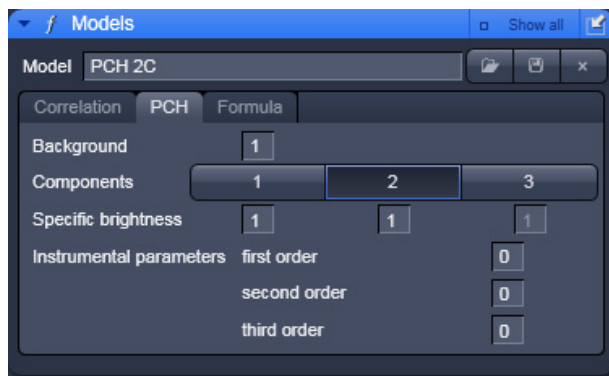 f Models Show all
Model PCH 2C
Correlation PCH Formula
Background 1
Components 1 2 3
Specific brightness 1 1 1
Instrumental parameters first order 0
second order 0
third order 0